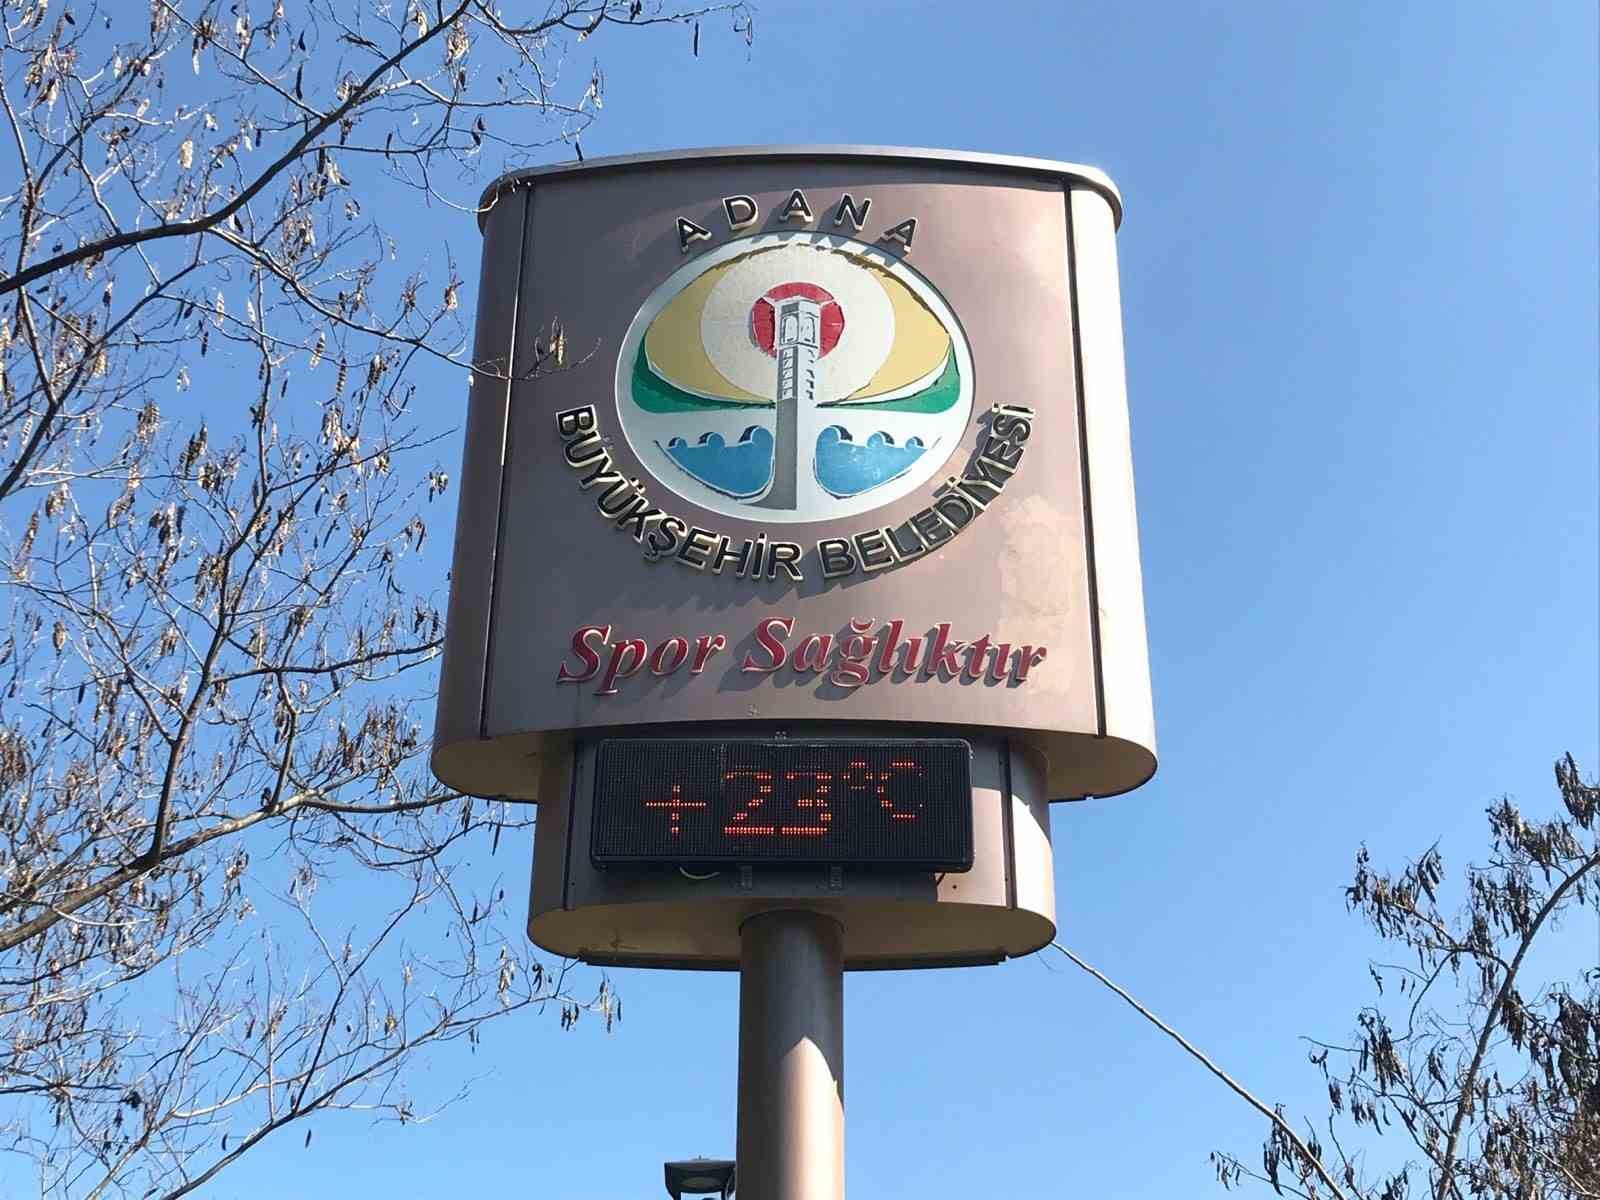 ADANA
BÜYÜKŞEHİR BELEDİYESİ
Spor Sağlıktır
+23°C